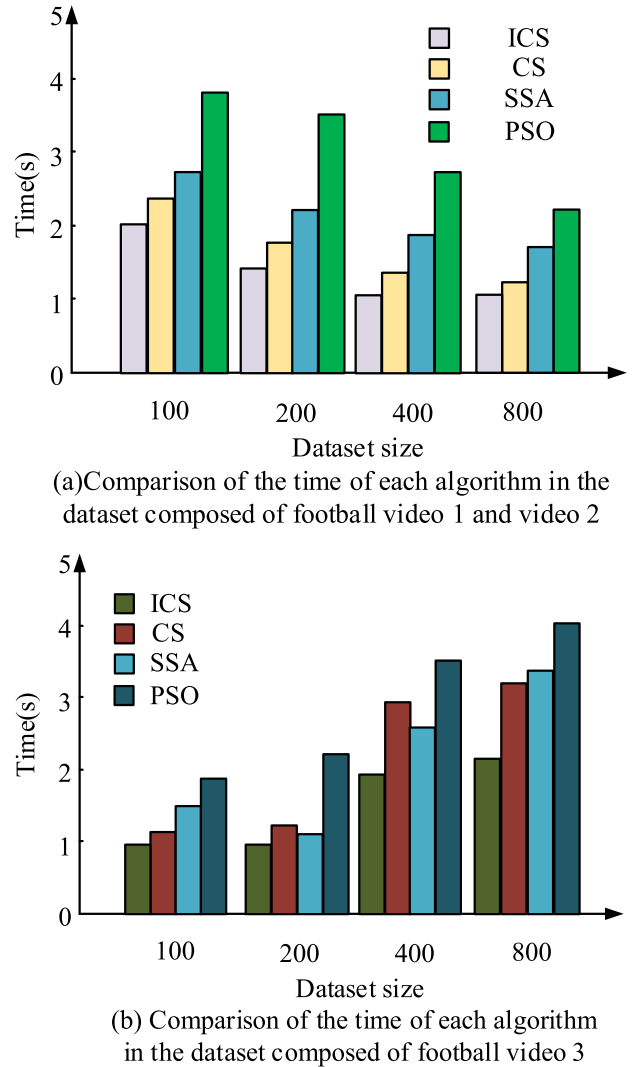 5
4
3
2
1
0
Time(s)
ICS
CS
SSA
PSO
100 200 400 800
Dataset size
(a)Comparison of the time of each algorithm in the
dataset composed of football video 1 and video 2
5
4
3
2
1
0
Time(s)
ICS
CS
SSA
PSO
100 200 400 800
Dataset size
(b) Comparison of the time of each algorithm
in the dataset composed of football video 3